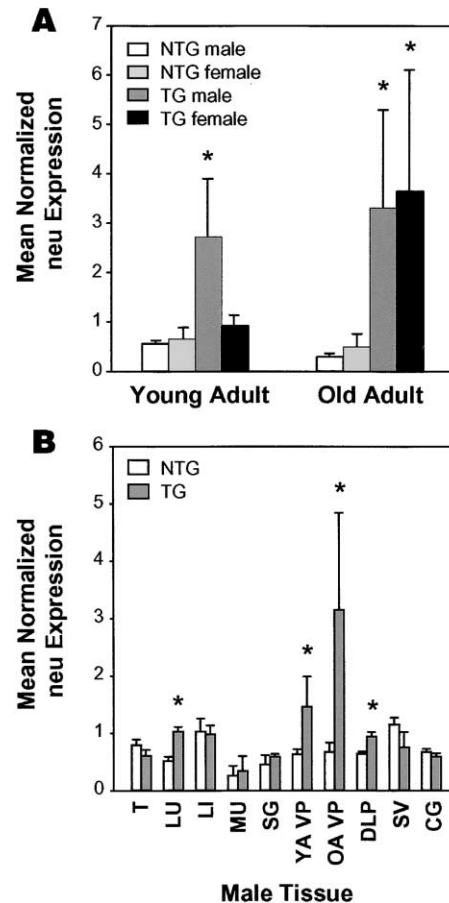 A
7
6
5
4
3
2
1
0
Mean Normalized
neu Expression
NTG male
NTG female
TG male
TG female
*
*
*
Young Adult
Old Adult
B
6
5
4
3
2
1
0
Mean Normalized
neu Expression
NTG
TG
*
*
*
*
T
LU
LI
MU
SG
YA VP
OA VP
DLP
SV
CG
Male Tissue